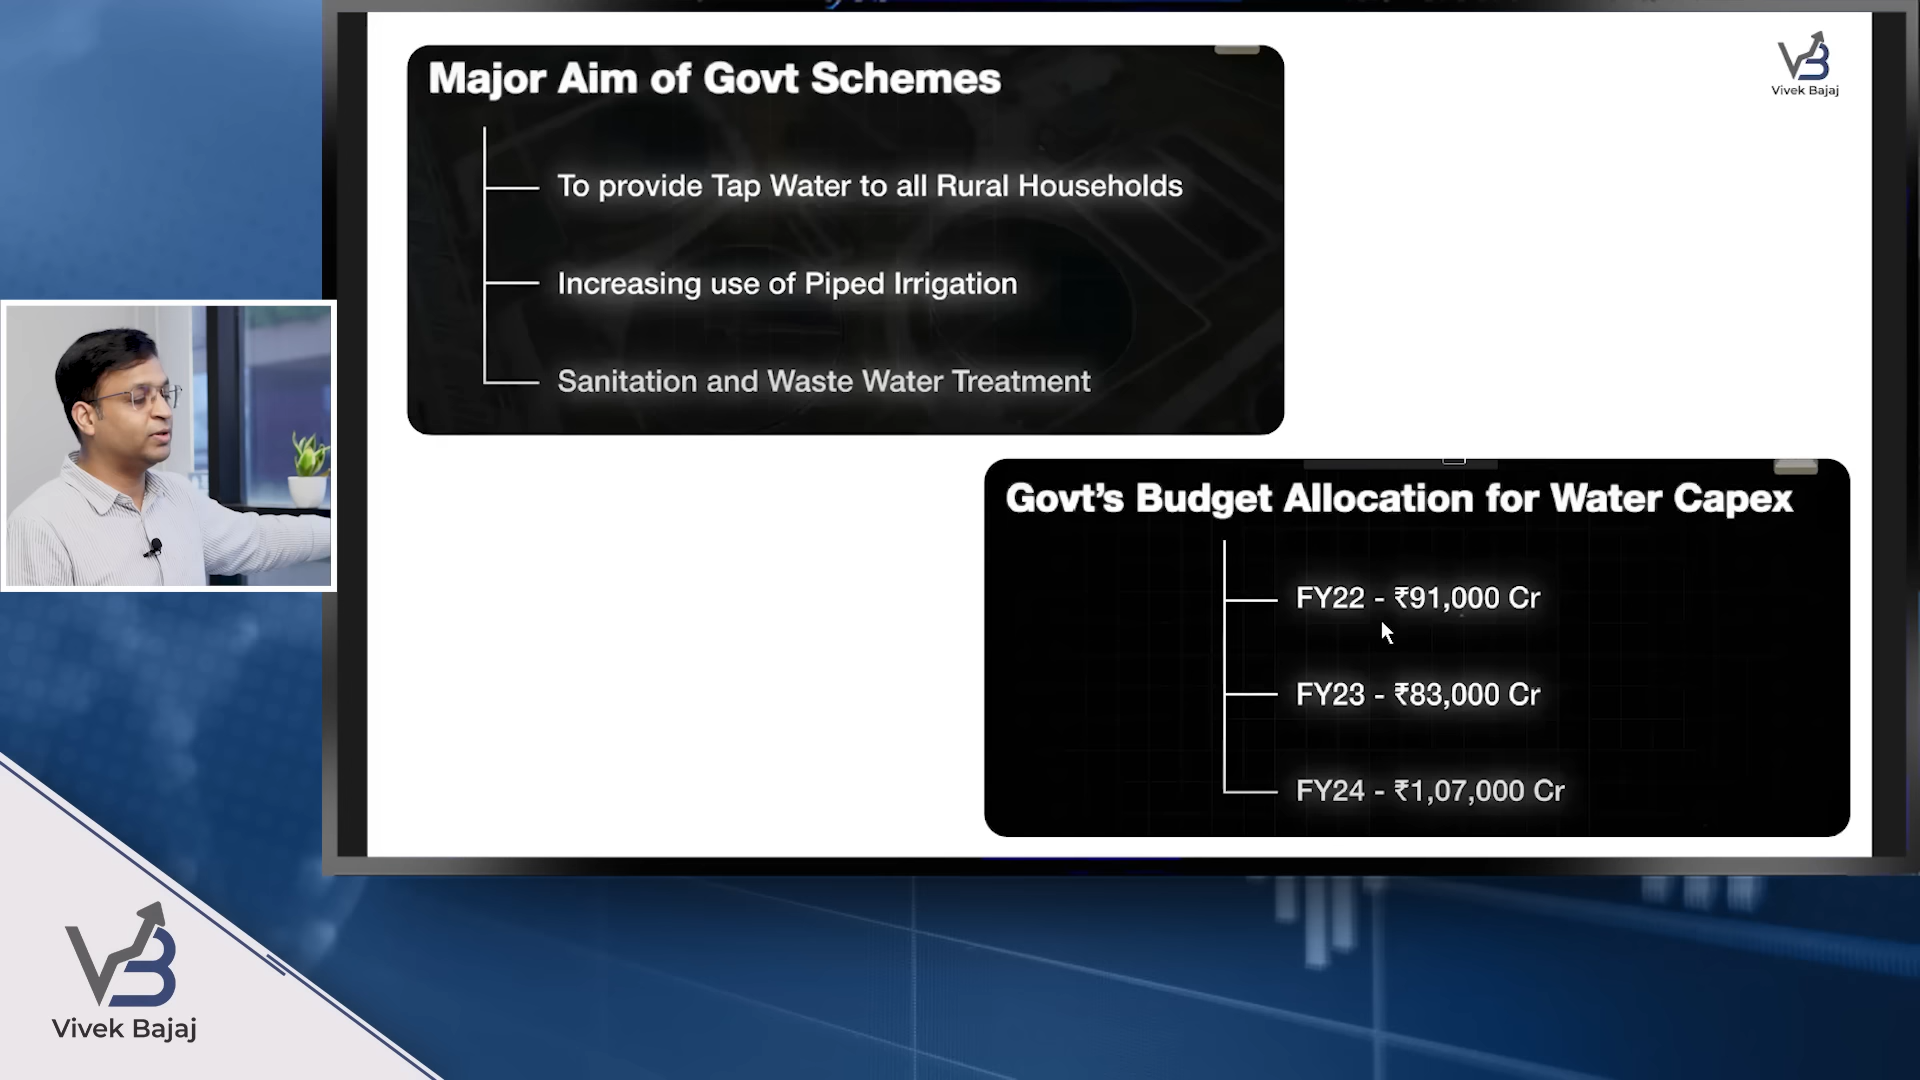 Major Aim of Govt Schemes
To provide Tap Water to all Rural Households
Increasing use of Piped Irrigation
Sanitation and Waste Water Treatment
VB
Vivek Bajaj
Govt’s Budget Allocation for Water Capex
FY22 - ₹91,000 Cr
FY23 - ₹83,000 Cr
FY24 - ₹1,07,000 Cr
VB
Vivek Bajaj